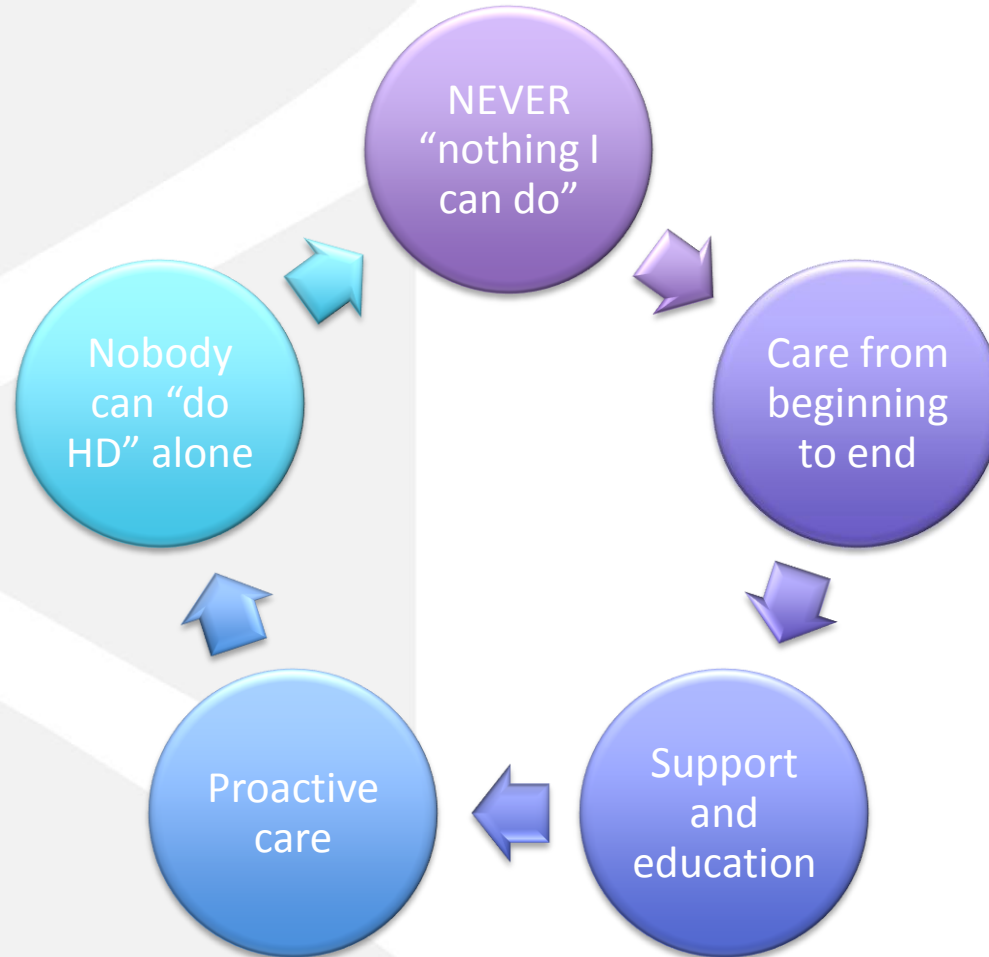 NEVER
“nothing I
can do”
Care from
beginning
to end
Support
and
education
Proactive
care
Nobody
can “do
HD” alone